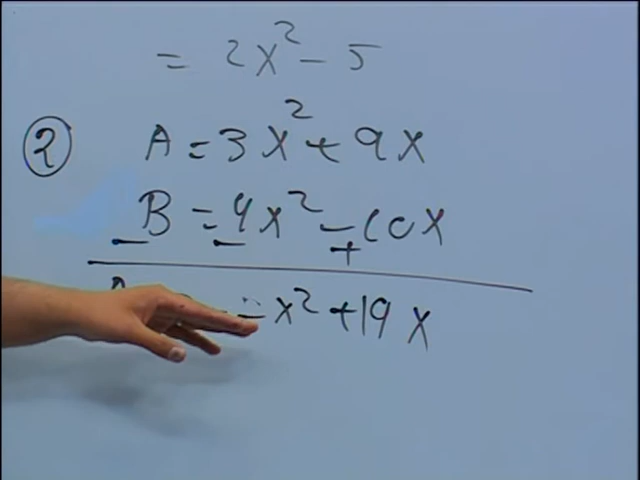 = 2x² - 5
② A = 3x² + 9x
B = 4x² - 10x
- - +
= - x² + 19x